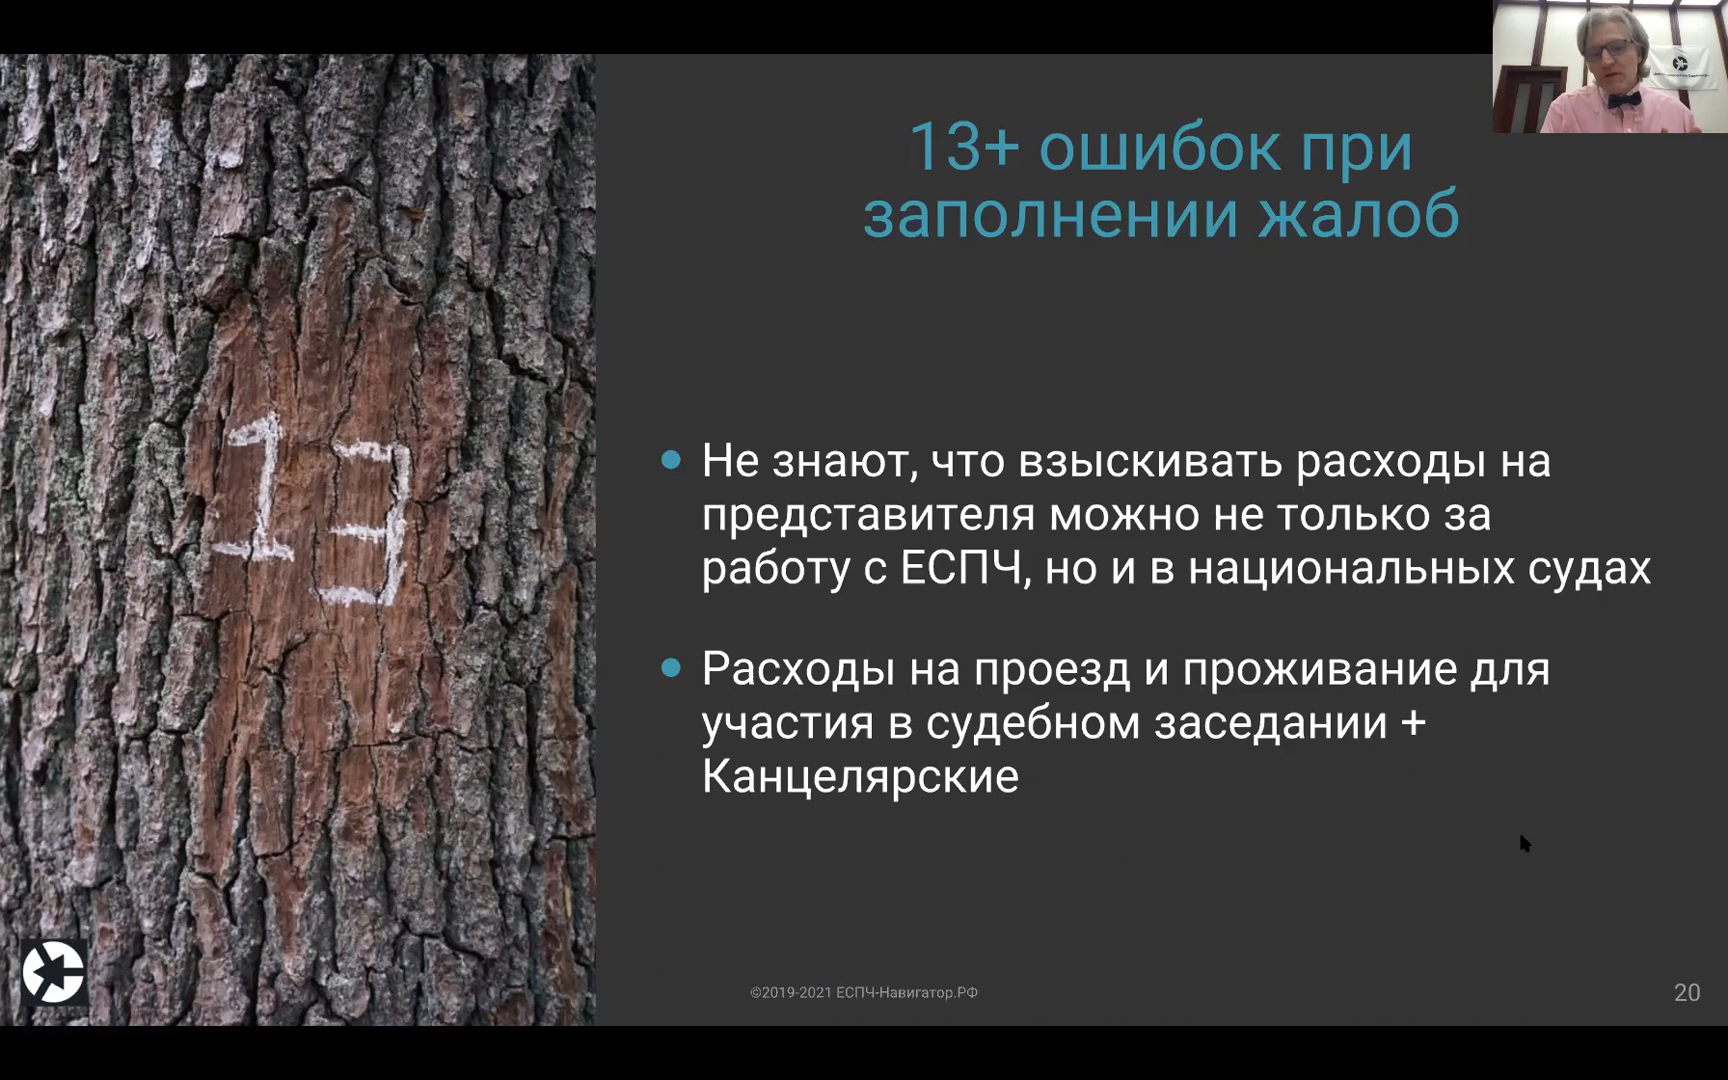 13+ ошибок при
заполнении жалоб
13
Не знают, что взыскивать расходы на
представителя можно не только за
работу с ЕСПЧ, но и в национальных судах
Расходы на проезд и проживание для
участия в судебном заседании +
Канцелярские
©2019-2021 ЕСПЧ-Навигатор.РФ
20